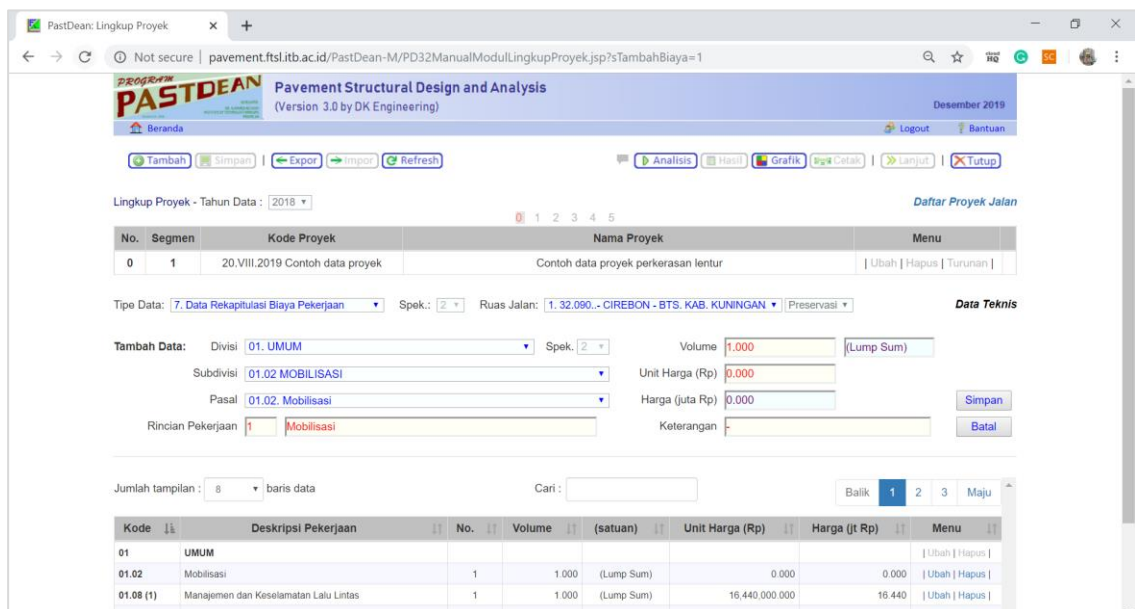 PastDean: Lingkup Proyek
Not secure | pavement.ftsl.itb.ac.id/PastDean-M/PD32ManualModulLingkupProyek.jsp?sTambahBiaya=1
PROGRAM
PASTDEAN
Pavement Structural Design and Analysis
(Version 3.0 by DK Engineering)
Desember 2019
Beranda
Logout Bantuan
Tambah Simpan | Expor Impor Refresh Analisis Hasil Grafik Cetak | Lanjut | Tutup
Lingkup Proyek - Tahun Data : 2018 Daftar Proyek Jalan
0 1 2 3 4 5
No. Segmen Kode Proyek Nama Proyek Menu
0 1 20.VIII.2019 Contoh data proyek Contoh data proyek perkerasan lentur | Ubah | Hapus | Turunan |
Tipe Data: 7. Data Rekapitulasi Biaya Pekerjaan Spek.: 2 Ruas Jalan: 1. 32.090..- CIREBON - BTS. KAB. KUNINGAN Preservasi Data Teknis
Tambah Data: Divisi 01. UMUM Spek. 2 Volume 1.000 (Lump Sum)
Subdivisi 01.02 MOBILISASI Unit Harga (Rp) 0.000
Pasal 01.02. Mobilisasi Harga (juta Rp) 0.000 Simpan
Rincian Pekerjaan 1 Mobilisasi Keterangan - Batal
Jumlah tampilan : 8 baris data Cari : Balik 1 2 3 Maju
Kode Deskripsi Pekerjaan No. Volume (satuan) Unit Harga (Rp) Harga (jt Rp) Menu
01 UMUM | Ubah | Hapus |
01.02 Mobilisasi 1 1.000 (Lump Sum) 0.000 0.000 | Ubah | Hapus |
01.08 (1) Manajemen dan Keselamatan Lalu Lintas 1 1.000 (Lump Sum) 16,440,000.000 16.440 | Ubah | Hapus |